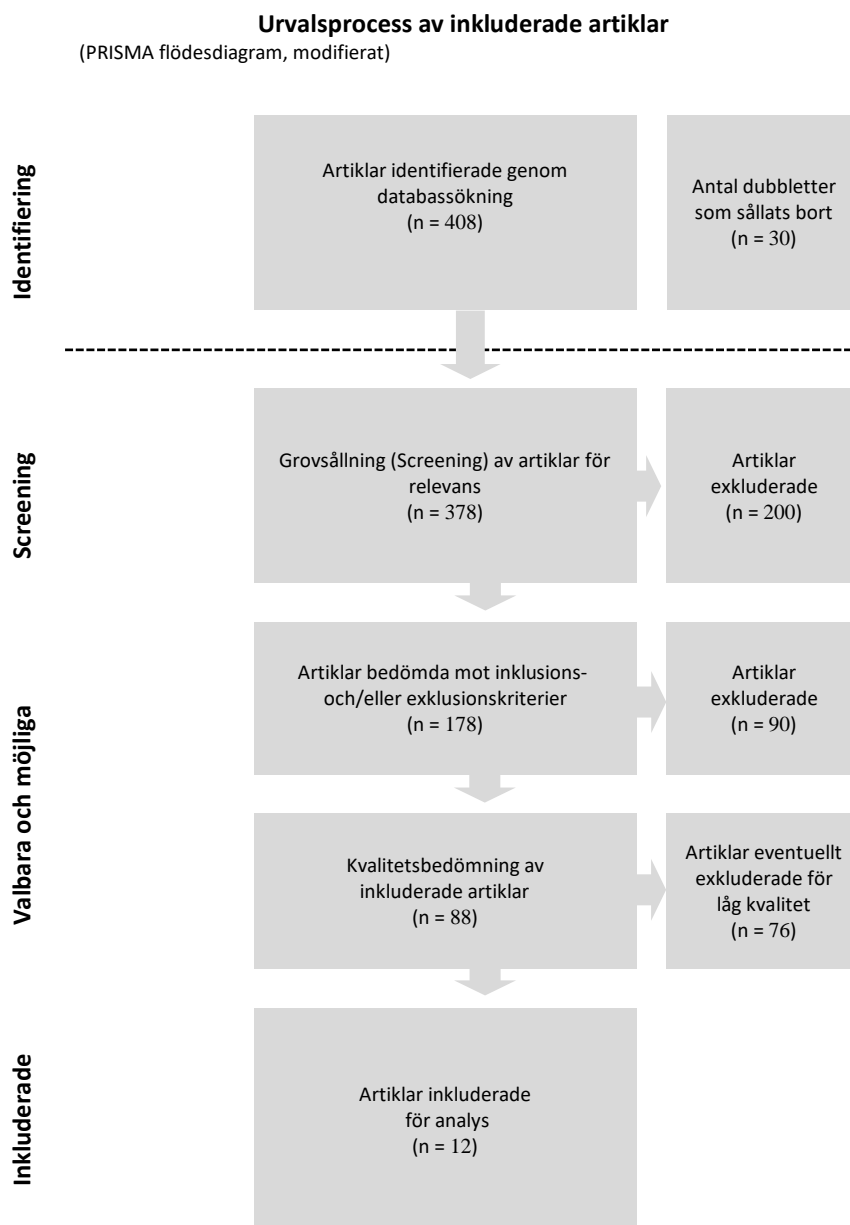 Urvalsprocess av inkluderade artiklar
(PRISMA flödesdiagram, modifierat)
Identifiering
Artiklar identifierade genom
databassökning
(n = 408)
Antal dubbletter
som sållats bort
(n = 30)
Screening
Grovsållning (Screening) av artiklar för
relevans
(n = 378)
Artiklar
exkluderade
(n = 200)
Valbara och möjliga
Artiklar bedömda mot inklusions-
och/eller exklusionskriterier
(n = 178)
Artiklar
exkluderade
(n = 90)
Kvalitetsbedömning av
inkluderade artiklar
(n = 88)
Artiklar eventuellt
exkluderade för
låg kvalitet
(n = 76)
Inkluderade
Artiklar inkluderade
för analys
(n = 12)